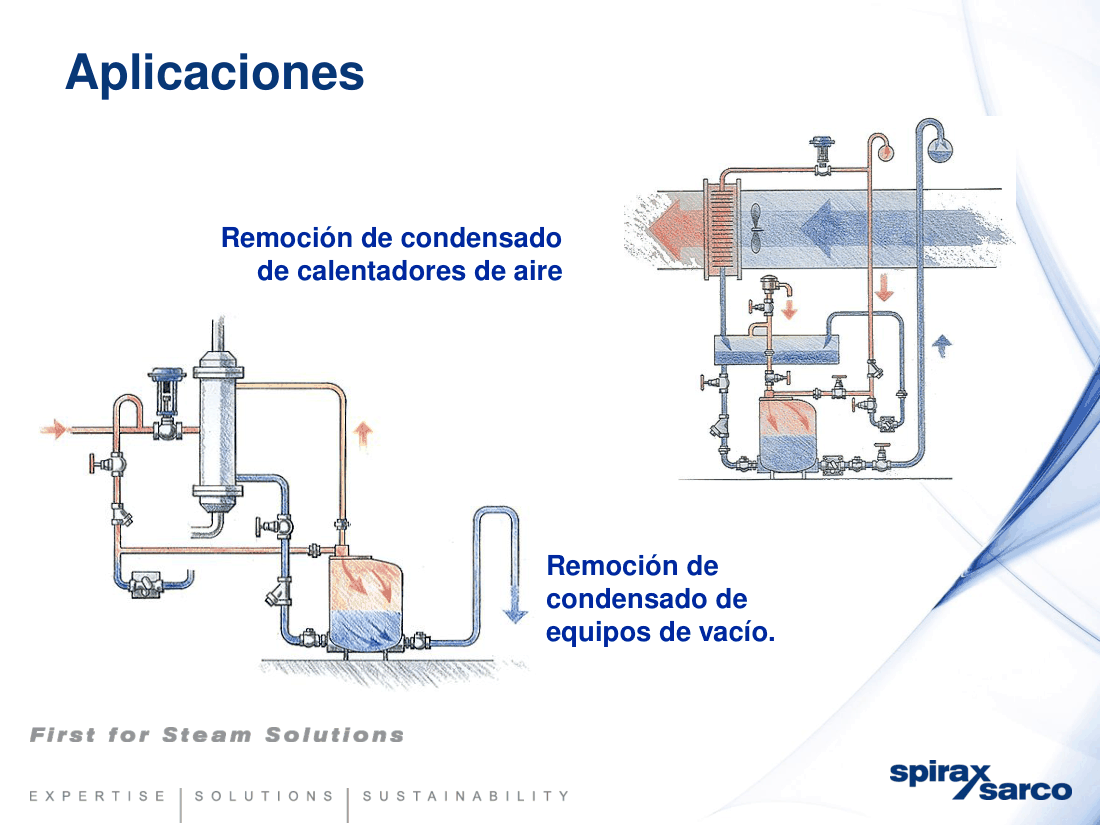 Aplicaciones
Remoción de condensado
de calentadores de aire
Remoción de
condensado de
equipos de vacío.
First for Steam Solutions
EXPERTISE SOLUTIONS SUSTAINABILITY
spirax
sarco